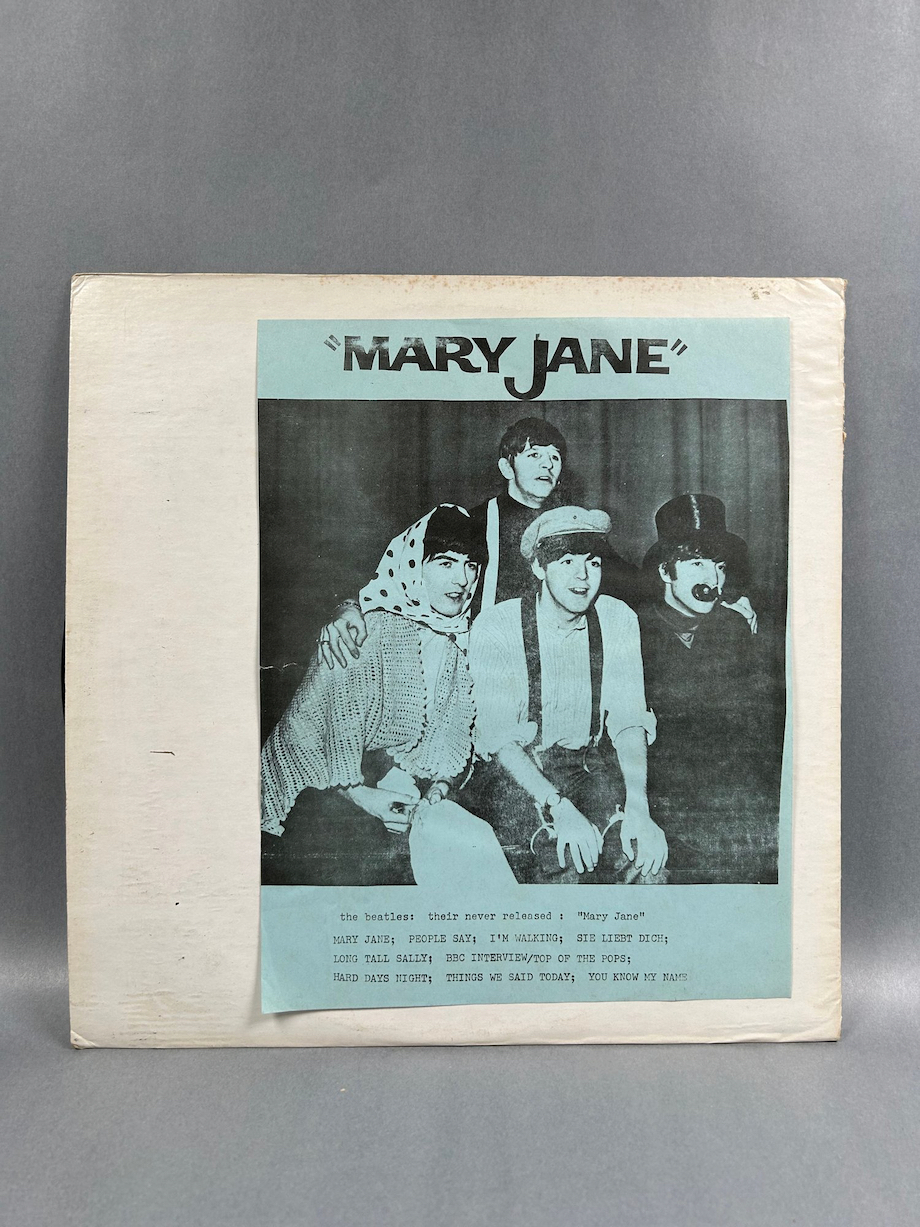 "MARY JANE"
the beatles: their never released : "Mary Jane"
MARY JANE; PEOPLE SAY; I'M WALKING; SIE LIEBT DICH;
LONG TALL SALLY; BBC INTERVIEW/TOP OF THE POPS;
HARD DAYS NIGHT; THINGS WE SAID TODAY; YOU KNOW MY NAME